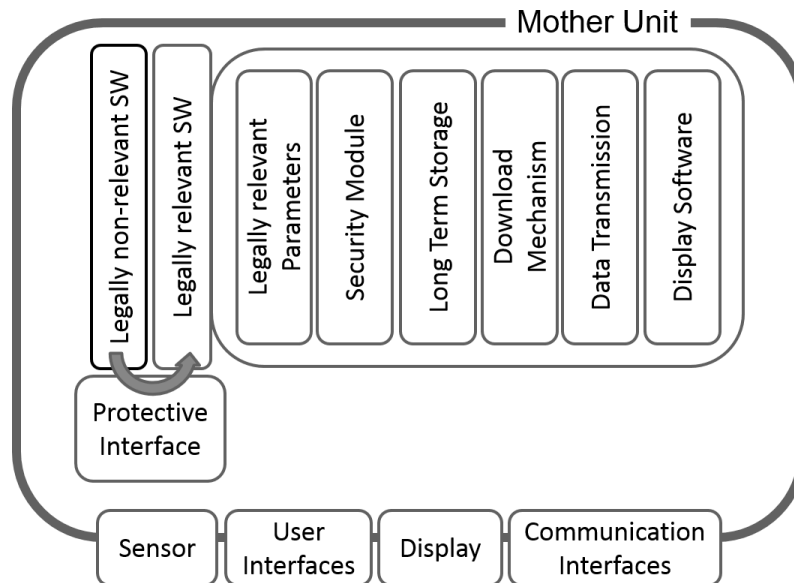 Mother Unit
Legally non-relevant SW
Legally relevant SW
Legally relevant
Parameters
Security Module
Long Term Storage
Download
Mechanism
Data Transmission
Display Software
Protective
Interface
Sensor
User
Interfaces
Display
Communication
Interfaces